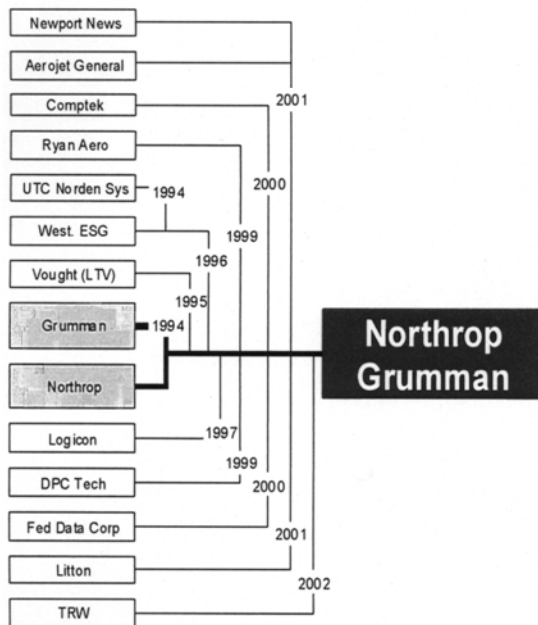 Newport News
Aerojet General
2001
Comptek
Ryan Aero
2000
UTC Norden Sys
1994
West. ESG
1999
1996
Vought (LTV)
1995
Grumman
1994
Northrop
Grumman
Northrop
Logicon
1997
1999
DPC Tech
2000
Fed Data Corp
2001
Litton
2002
TRW